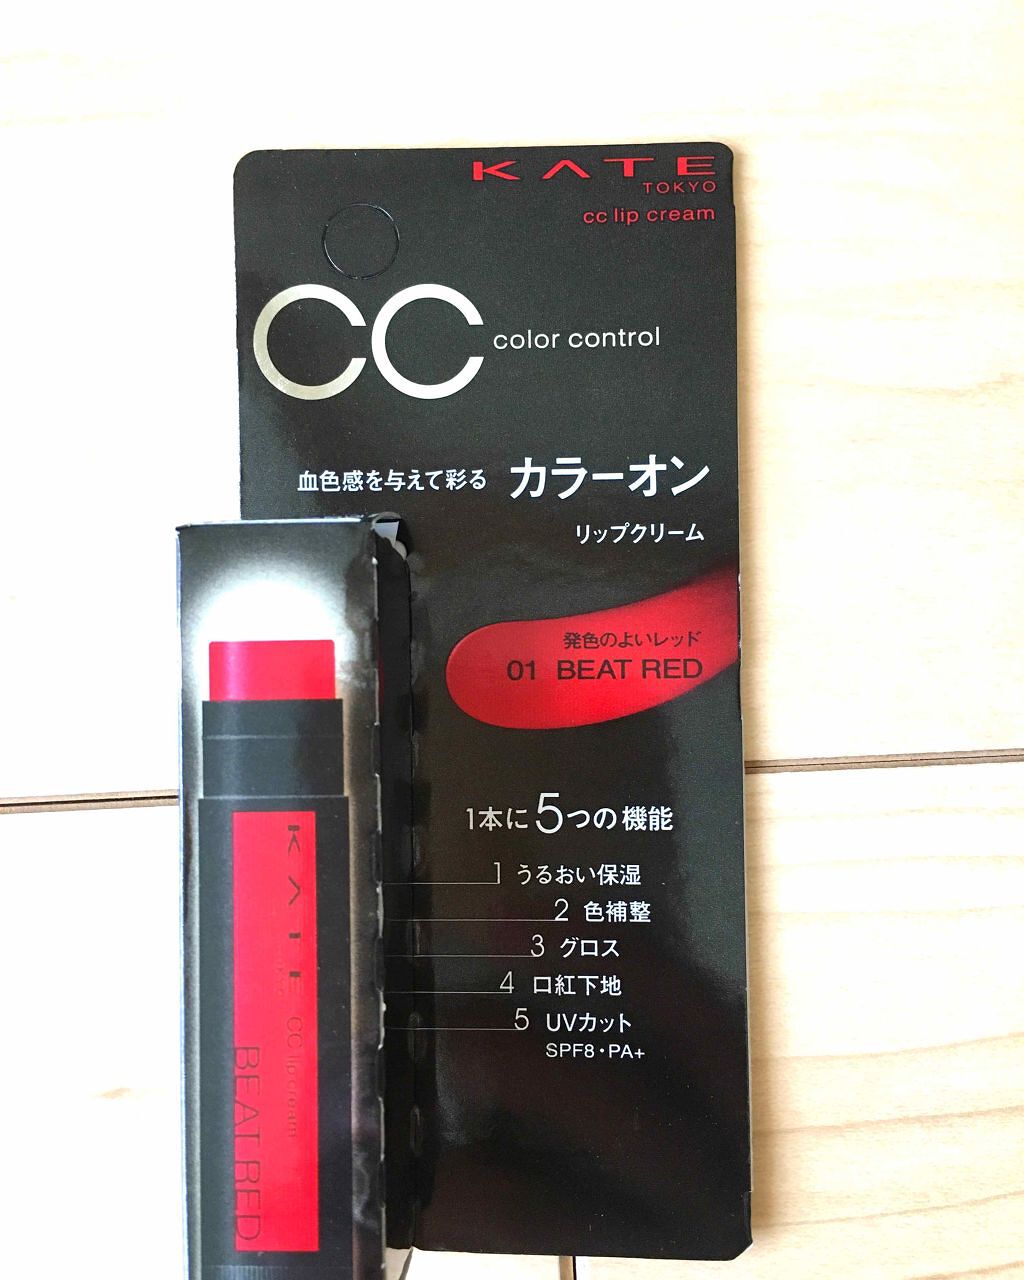 KATE
TOKYO
cc lip cream
CC color control
血色感を与えて彩る カラーオン
リップクリーム
発色のよいレッド
01 BEAT RED
1本に5つの機能
1 うるおい保湿
2 色補整
3 グロス
4 口紅下地
5 UVカット
SPF8・PA+
KATE CC lip cream
BEAT RED